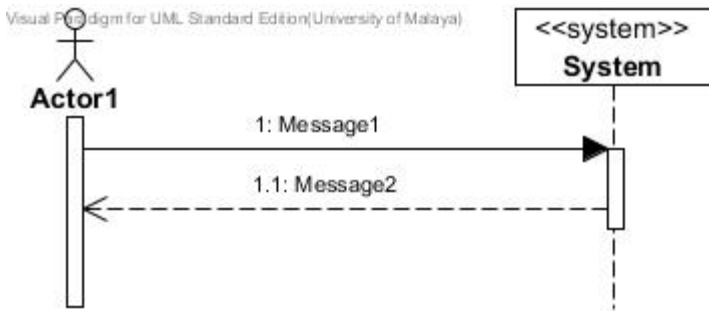 Visual Paradigm for UML Standard Edition(University of Malaya)
<<system>>
System
Actor1
1: Message1
1.1: Message2